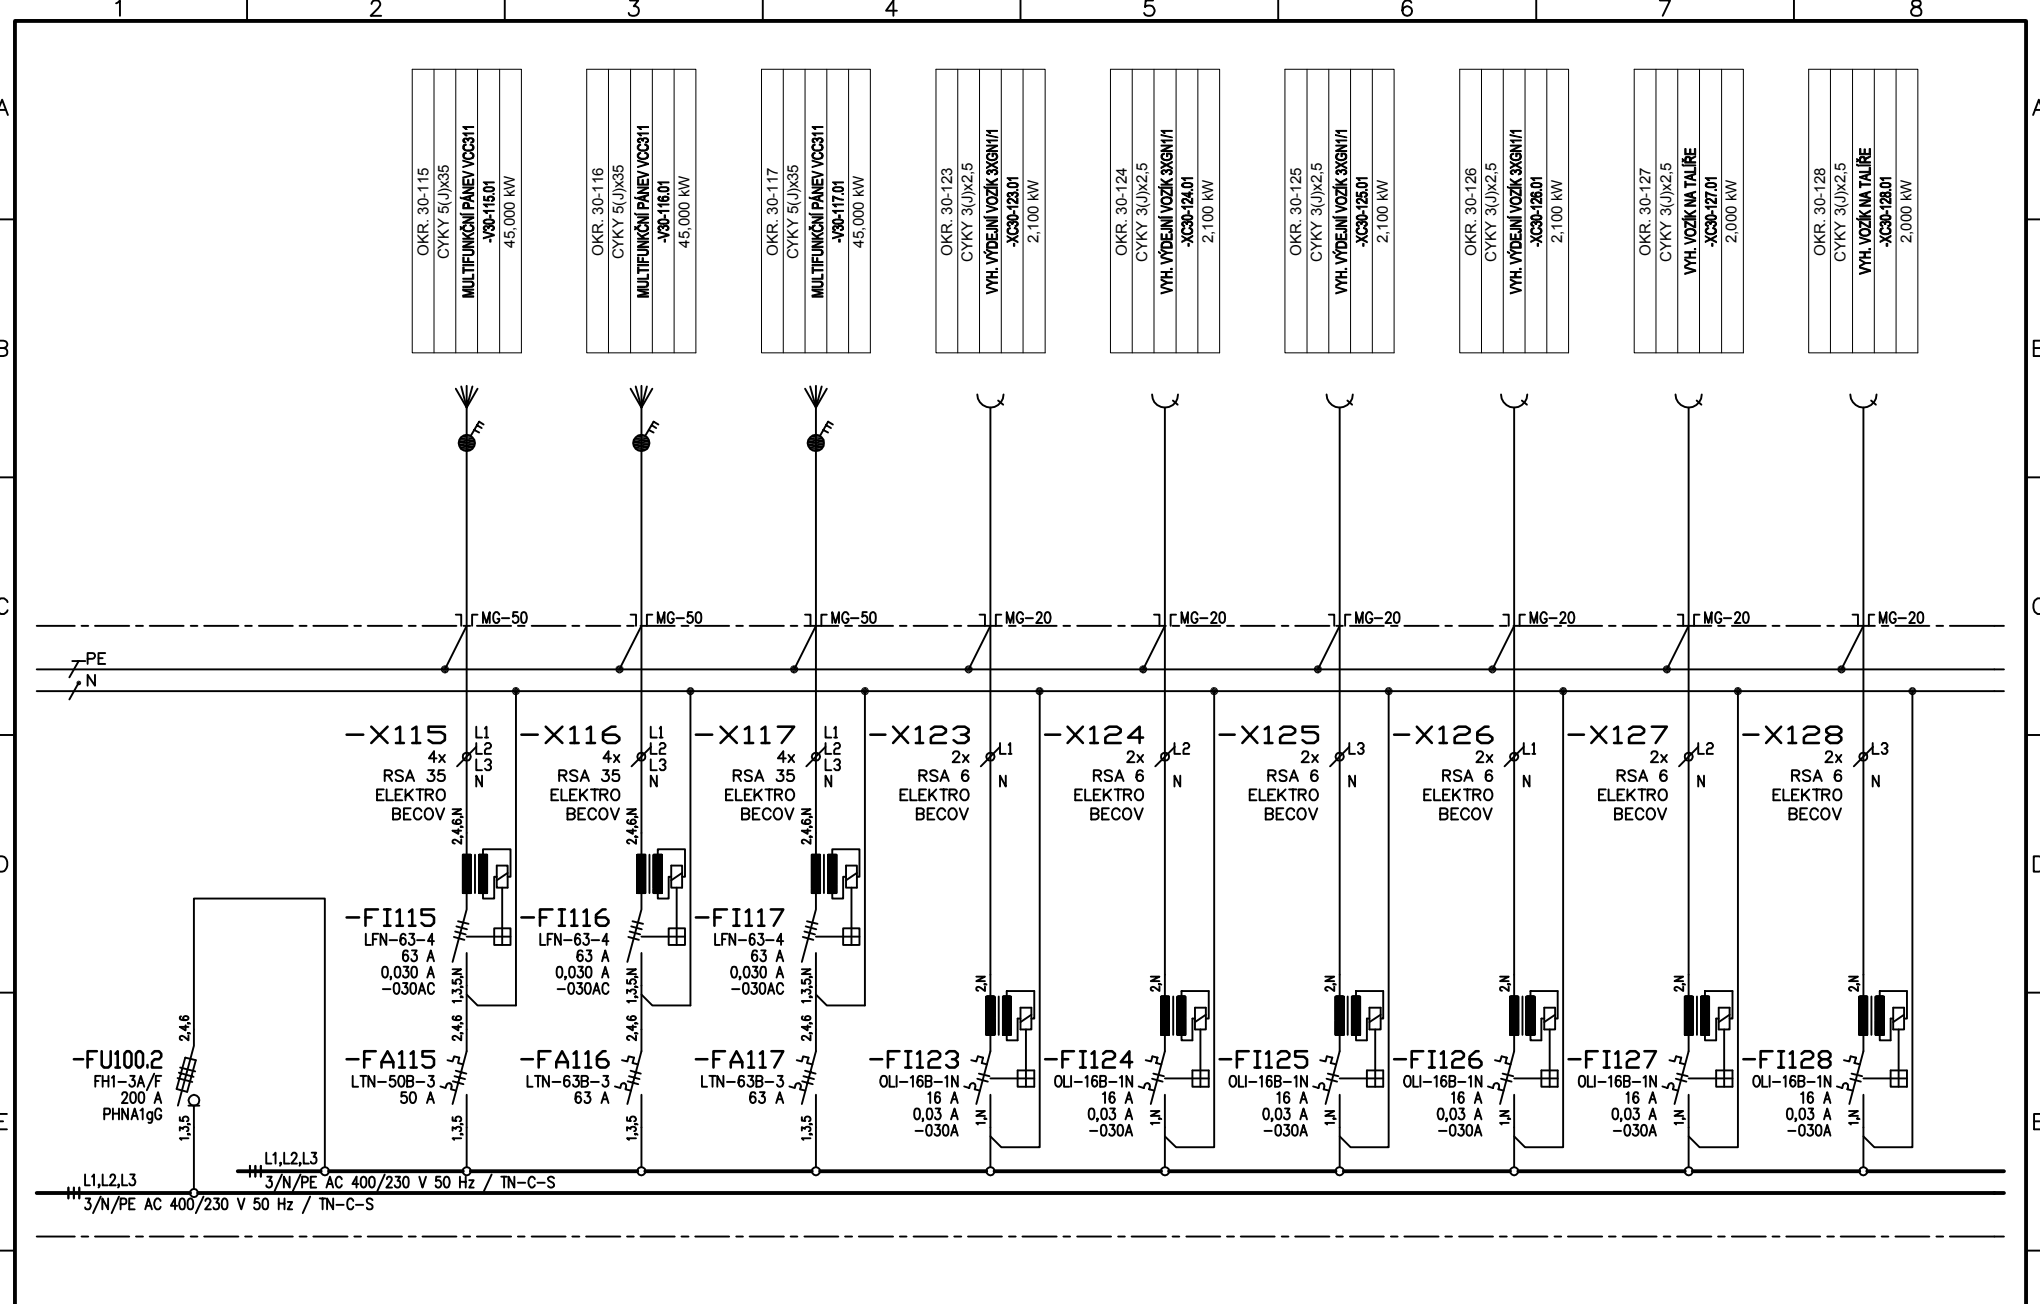 1 2 3 4 5 6 7 8
A A
B B
C C
D D
E E
OKR. 30-115
CYKY 5(J)x35
MULTIFUNKČNÍ PÁNEV VCC311
-V30-115.01
45,000 kW
OKR. 30-116
CYKY 5(J)x35
MULTIFUNKČNÍ PÁNEV VCC311
-V30-116.01
45,000 kW
OKR. 30-117
CYKY 5(J)x35
MULTIFUNKČNÍ PÁNEV VCC311
-V30-117.01
45,000 kW
OKR. 30-123
CYKY 3(J)x2,5
VYH. VÝDEJNÍ VOZÍK 3XGN1/1
-XC30-123.01
2,100 kW
OKR. 30-124
CYKY 3(J)x2,5
VYH. VÝDEJNÍ VOZÍK 3XGN1/1
-XC30-124.01
2,100 kW
OKR. 30-125
CYKY 3(J)x2,5
VYH. VÝDEJNÍ VOZÍK 3XGN1/1
-XC30-125.01
2,100 kW
OKR. 30-126
CYKY 3(J)x2,5
VYH. VÝDEJNÍ VOZÍK 3XGN1/1
-XC30-126.01
2,100 kW
OKR. 30-127
CYKY 3(J)x2,5
VYH. VOZÍK NA TALÍŘE
-XC30-127.01
2,000 kW
OKR. 30-128
CYKY 3(J)x2,5
VYH. VOZÍK NA TALÍŘE
-XC30-128.01
2,000 kW
MG-50 MG-50 MG-50 MG-20 MG-20 MG-20 MG-20 MG-20 MG-20
PE
N
-X115
4x
RSA 35
ELEKTRO
BECOV
L1
L2
L3
N
-X116
4x
RSA 35
ELEKTRO
BECOV
L1
L2
L3
N
-X117
4x
RSA 35
ELEKTRO
BECOV
L1
L2
L3
N
-X123
2x
RSA 6
ELEKTRO
BECOV
L1
N
-X124
2x
RSA 6
ELEKTRO
BECOV
L2
N
-X125
2x
RSA 6
ELEKTRO
BECOV
L3
N
-X126
2x
RSA 6
ELEKTRO
BECOV
L1
N
-X127
2x
RSA 6
ELEKTRO
BECOV
L2
N
-X128
2x
RSA 6
ELEKTRO
BECOV
L3
N
2,4,6,N
-FI115
LFN-63-4
63 A
0,030 A
-030AC
1,3,5,N
2,4,6,N
-FI116
LFN-63-4
63 A
0,030 A
-030AC
1,3,5,N
2,4,6,N
-FI117
LFN-63-4
63 A
0,030 A
-030AC
1,3,5,N
2,4,6
-FU100.2
FH1-3A/F
200 A
PHNA1gG
1,3,5
2,4,6
-FA115
LTN-50B-3
50 A
1,3,5
2,4,6
-FA116
LTN-63B-3
63 A
1,3,5
2,4,6
-FA117
LTN-63B-3
63 A
1,3,5
2,N
-FI123
OLI-16B-1N
16 A
0,03 A
-030A
1,N
2,N
-FI124
OLI-16B-1N
16 A
0,03 A
-030A
1,N
2,N
-FI125
OLI-16B-1N
16 A
0,03 A
-030A
1,N
2,N
-FI126
OLI-16B-1N
16 A
0,03 A
-030A
1,N
2,N
-FI127
OLI-16B-1N
16 A
0,03 A
-030A
1,N
2,N
-FI128
OLI-16B-1N
16 A
0,03 A
-030A
1,N
L1,L2,L3
3/N/PE AC 400/230 V 50 Hz / TN-C-S
L1,L2,L3
3/N/PE AC 400/230 V 50 Hz / TN-C-S